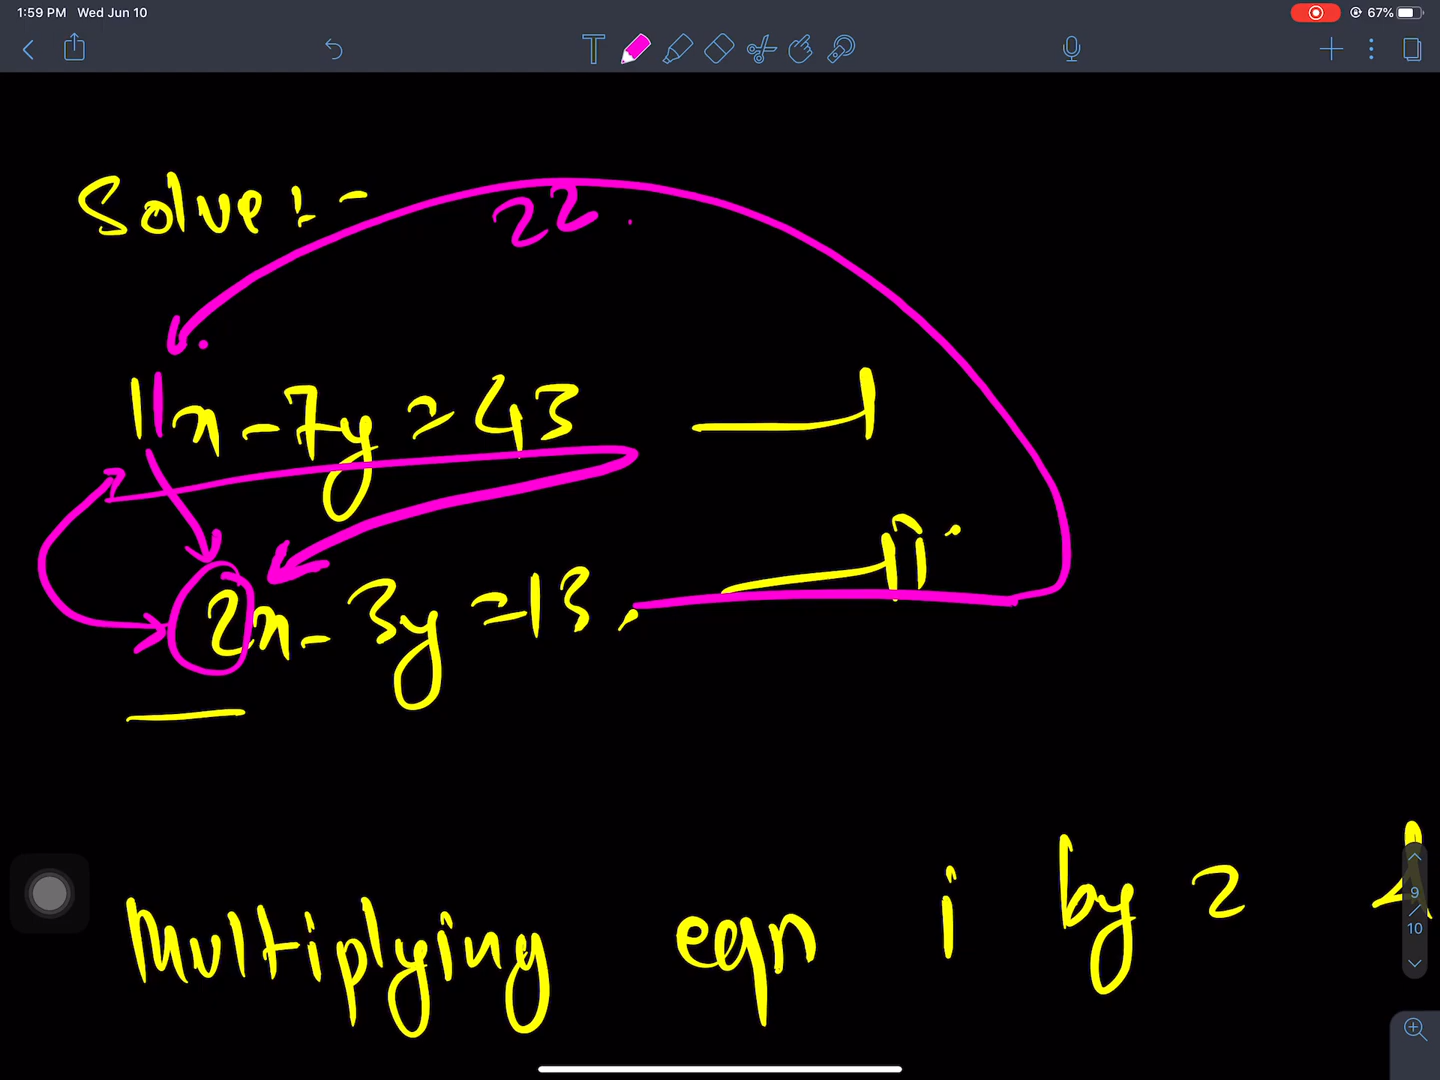 1:59 PM Wed Jun 10
67%
T
Solve :-
22
11x - 7y = 43 — i
2x - 3y = 13. — ii
Multiplying eqn i by 2
9
10